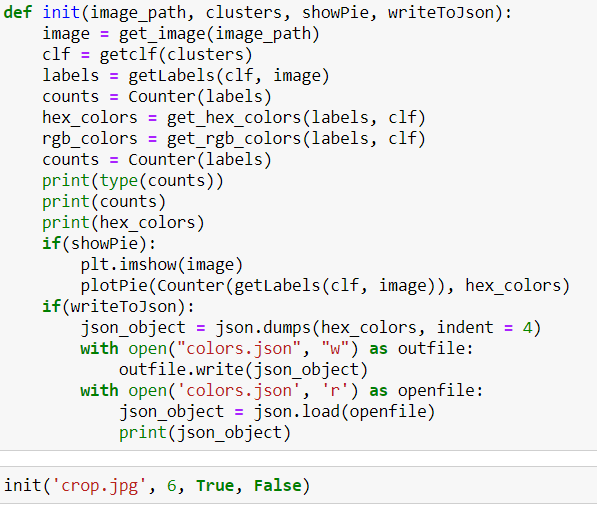 def init(image_path, clusters, showPie, writeToJson):
    image = get_image(image_path)
    clf = getclf(clusters)
    labels = getLabels(clf, image)
    counts = Counter(labels)
    hex_colors = get_hex_colors(labels, clf)
    rgb_colors = get_rgb_colors(labels, clf)
    counts = Counter(labels)
    print(type(counts))
    print(counts)
    print(hex_colors)
    if(showPie):
        plt.imshow(image)
        plotPie(Counter(getLabels(clf, image)), hex_colors)
    if(writeToJson):
        json_object = json.dumps(hex_colors, indent = 4)
        with open("colors.json", "w") as outfile:
            outfile.write(json_object)
        with open('colors.json', 'r') as openfile:
            json_object = json.load(openfile)
            print(json_object)
init('crop.jpg', 6, True, False)